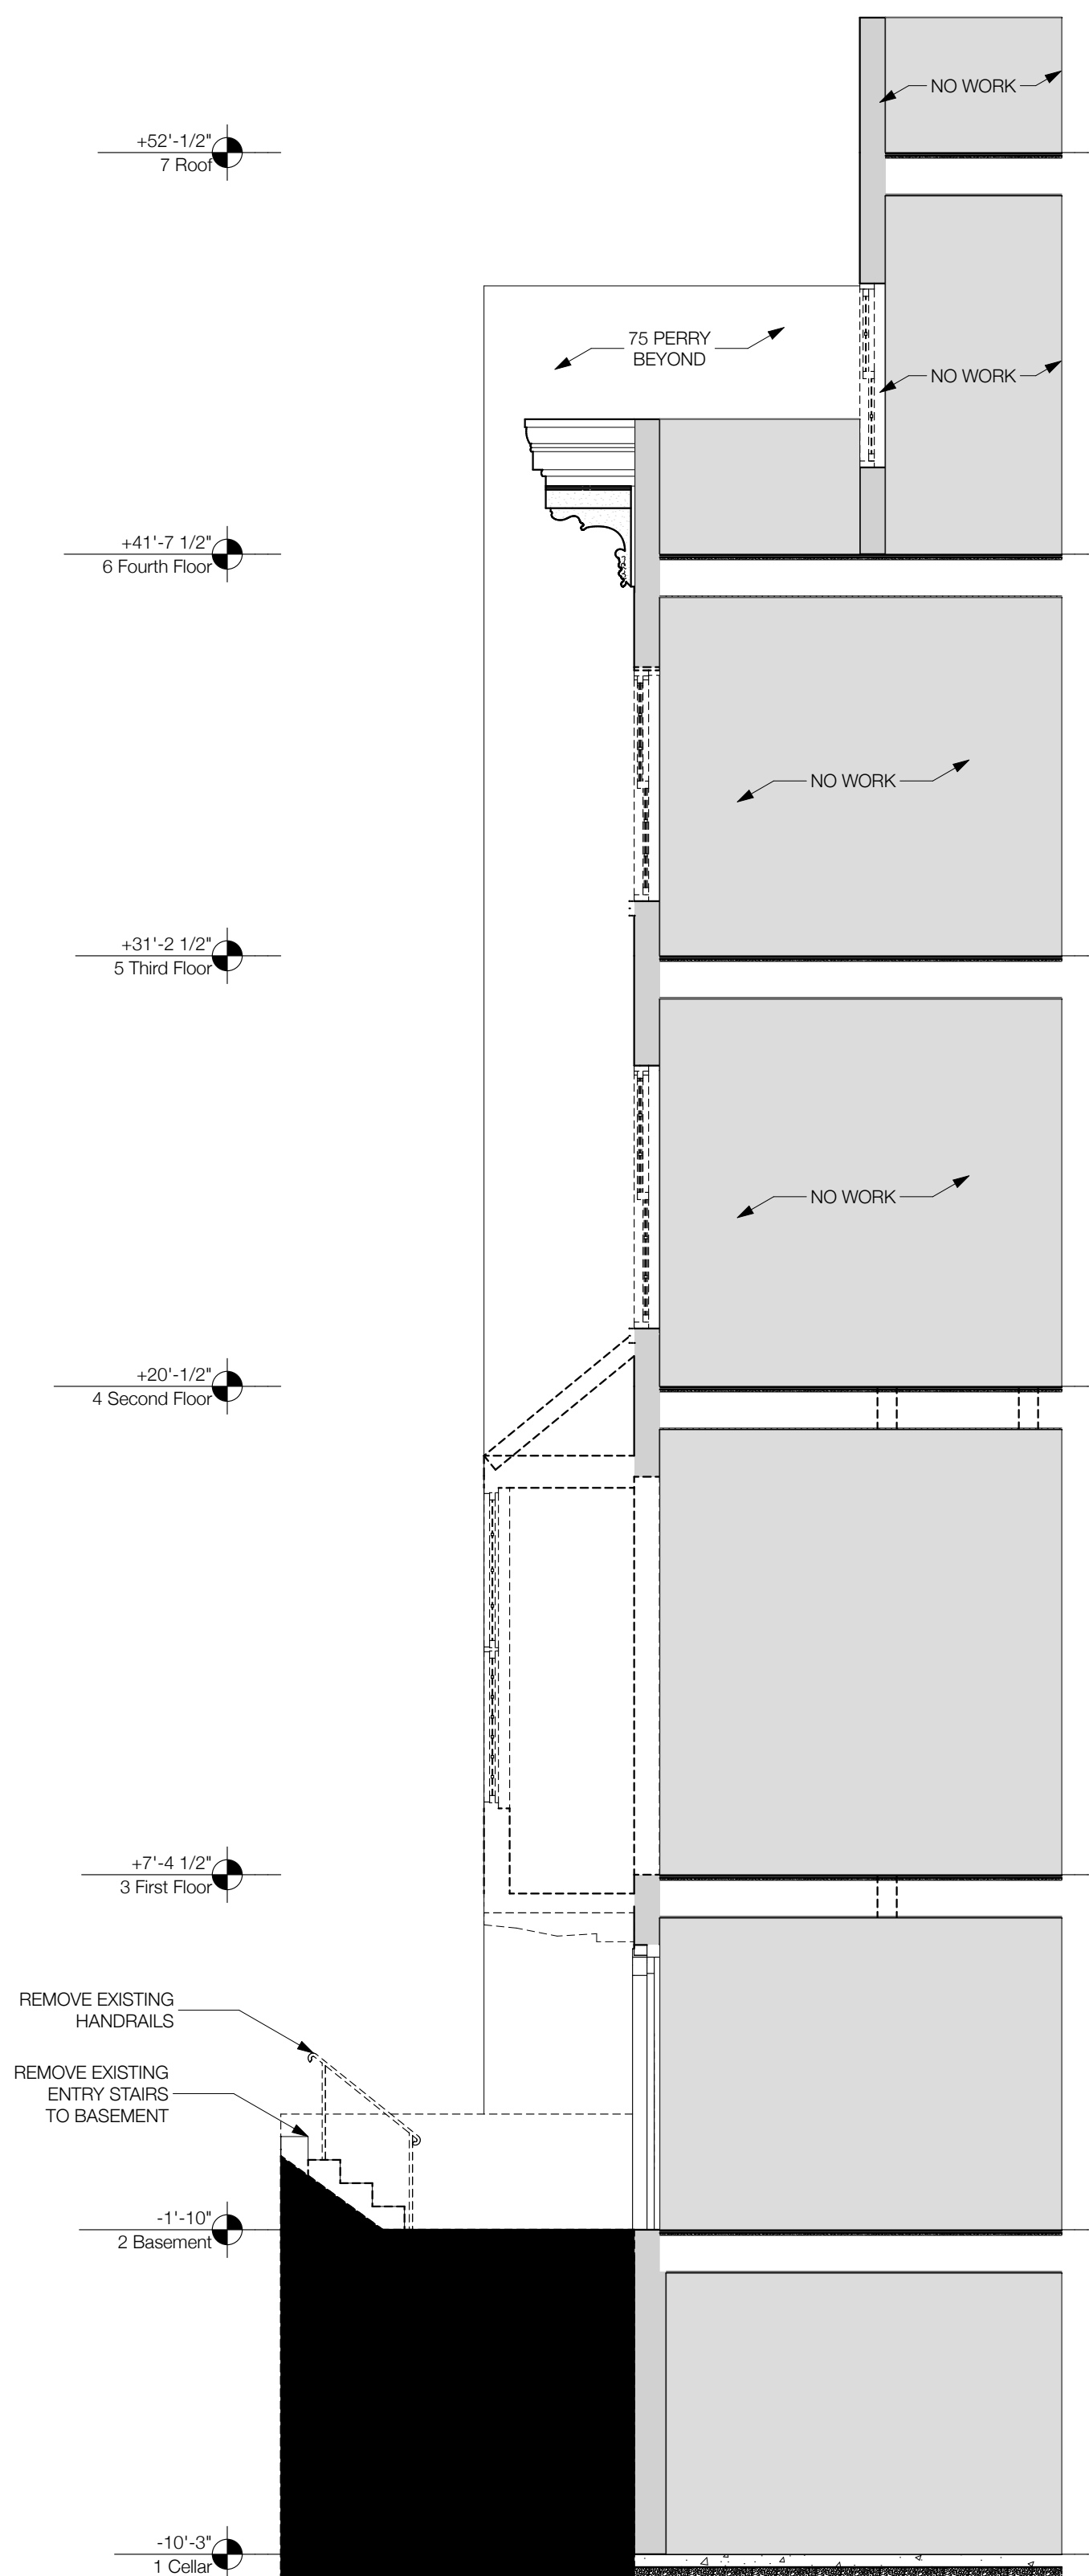 NO WORK
+52'-1/2"
7 Roof
75 PERRY
BEYOND
NO WORK
+41'-7 1/2"
6 Fourth Floor
NO WORK
+31'-2 1/2"
5 Third Floor
NO WORK
+20'-1/2"
4 Second Floor
+7'-4 1/2"
3 First Floor
REMOVE EXISTING
HANDRAILS
REMOVE EXISTING
ENTRY STAIRS
TO BASEMENT
-1'-10"
2 Basement
-10'-3"
1 Cellar